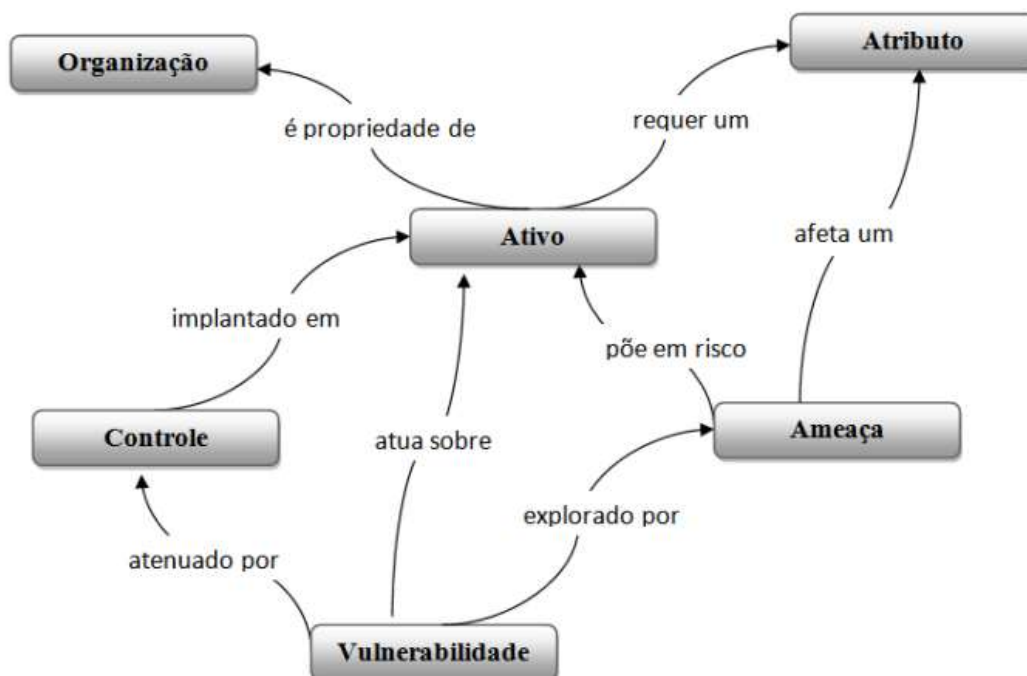 Organização
Atributo
é propriedade de
requer um
Ativo
afeta um
implantado em
põe em risco
Controle
atua sobre
Ameaça
explorado por
atenuado por
Vulnerabilidade